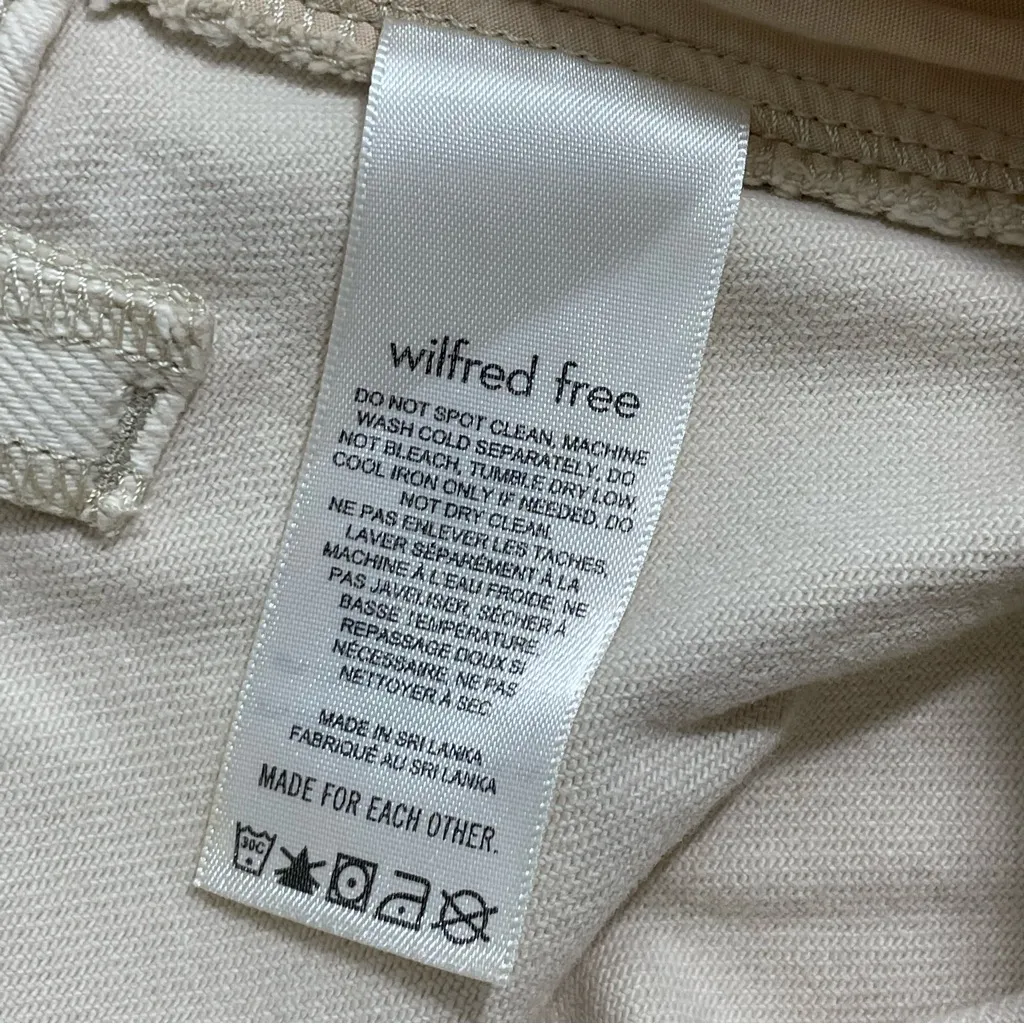 wilfred free
DO NOT SPOT CLEAN, MACHINE
WASH COLD SEPARATELY, DO
NOT BLEACH, TUMBLE DRY LOW,
COOL IRON ONLY IF NEEDED, DO
NOT DRY CLEAN.
NE PAS ENLEVER LES TACHES,
LAVER SÉPARÉMENT À LA
MACHINE À L'EAU FROIDE, NE
PAS JAVELISER, SÉCHER À
BASSE TEMPÉRATURE,
REPASSAGE DOUX SI
NÉCESSAIRE, NE PAS
NETTOYER À SEC.
MADE IN SRI LANKA
FABRIQUÉ AU SRI LANKA
MADE FOR EACH OTHER.
30C